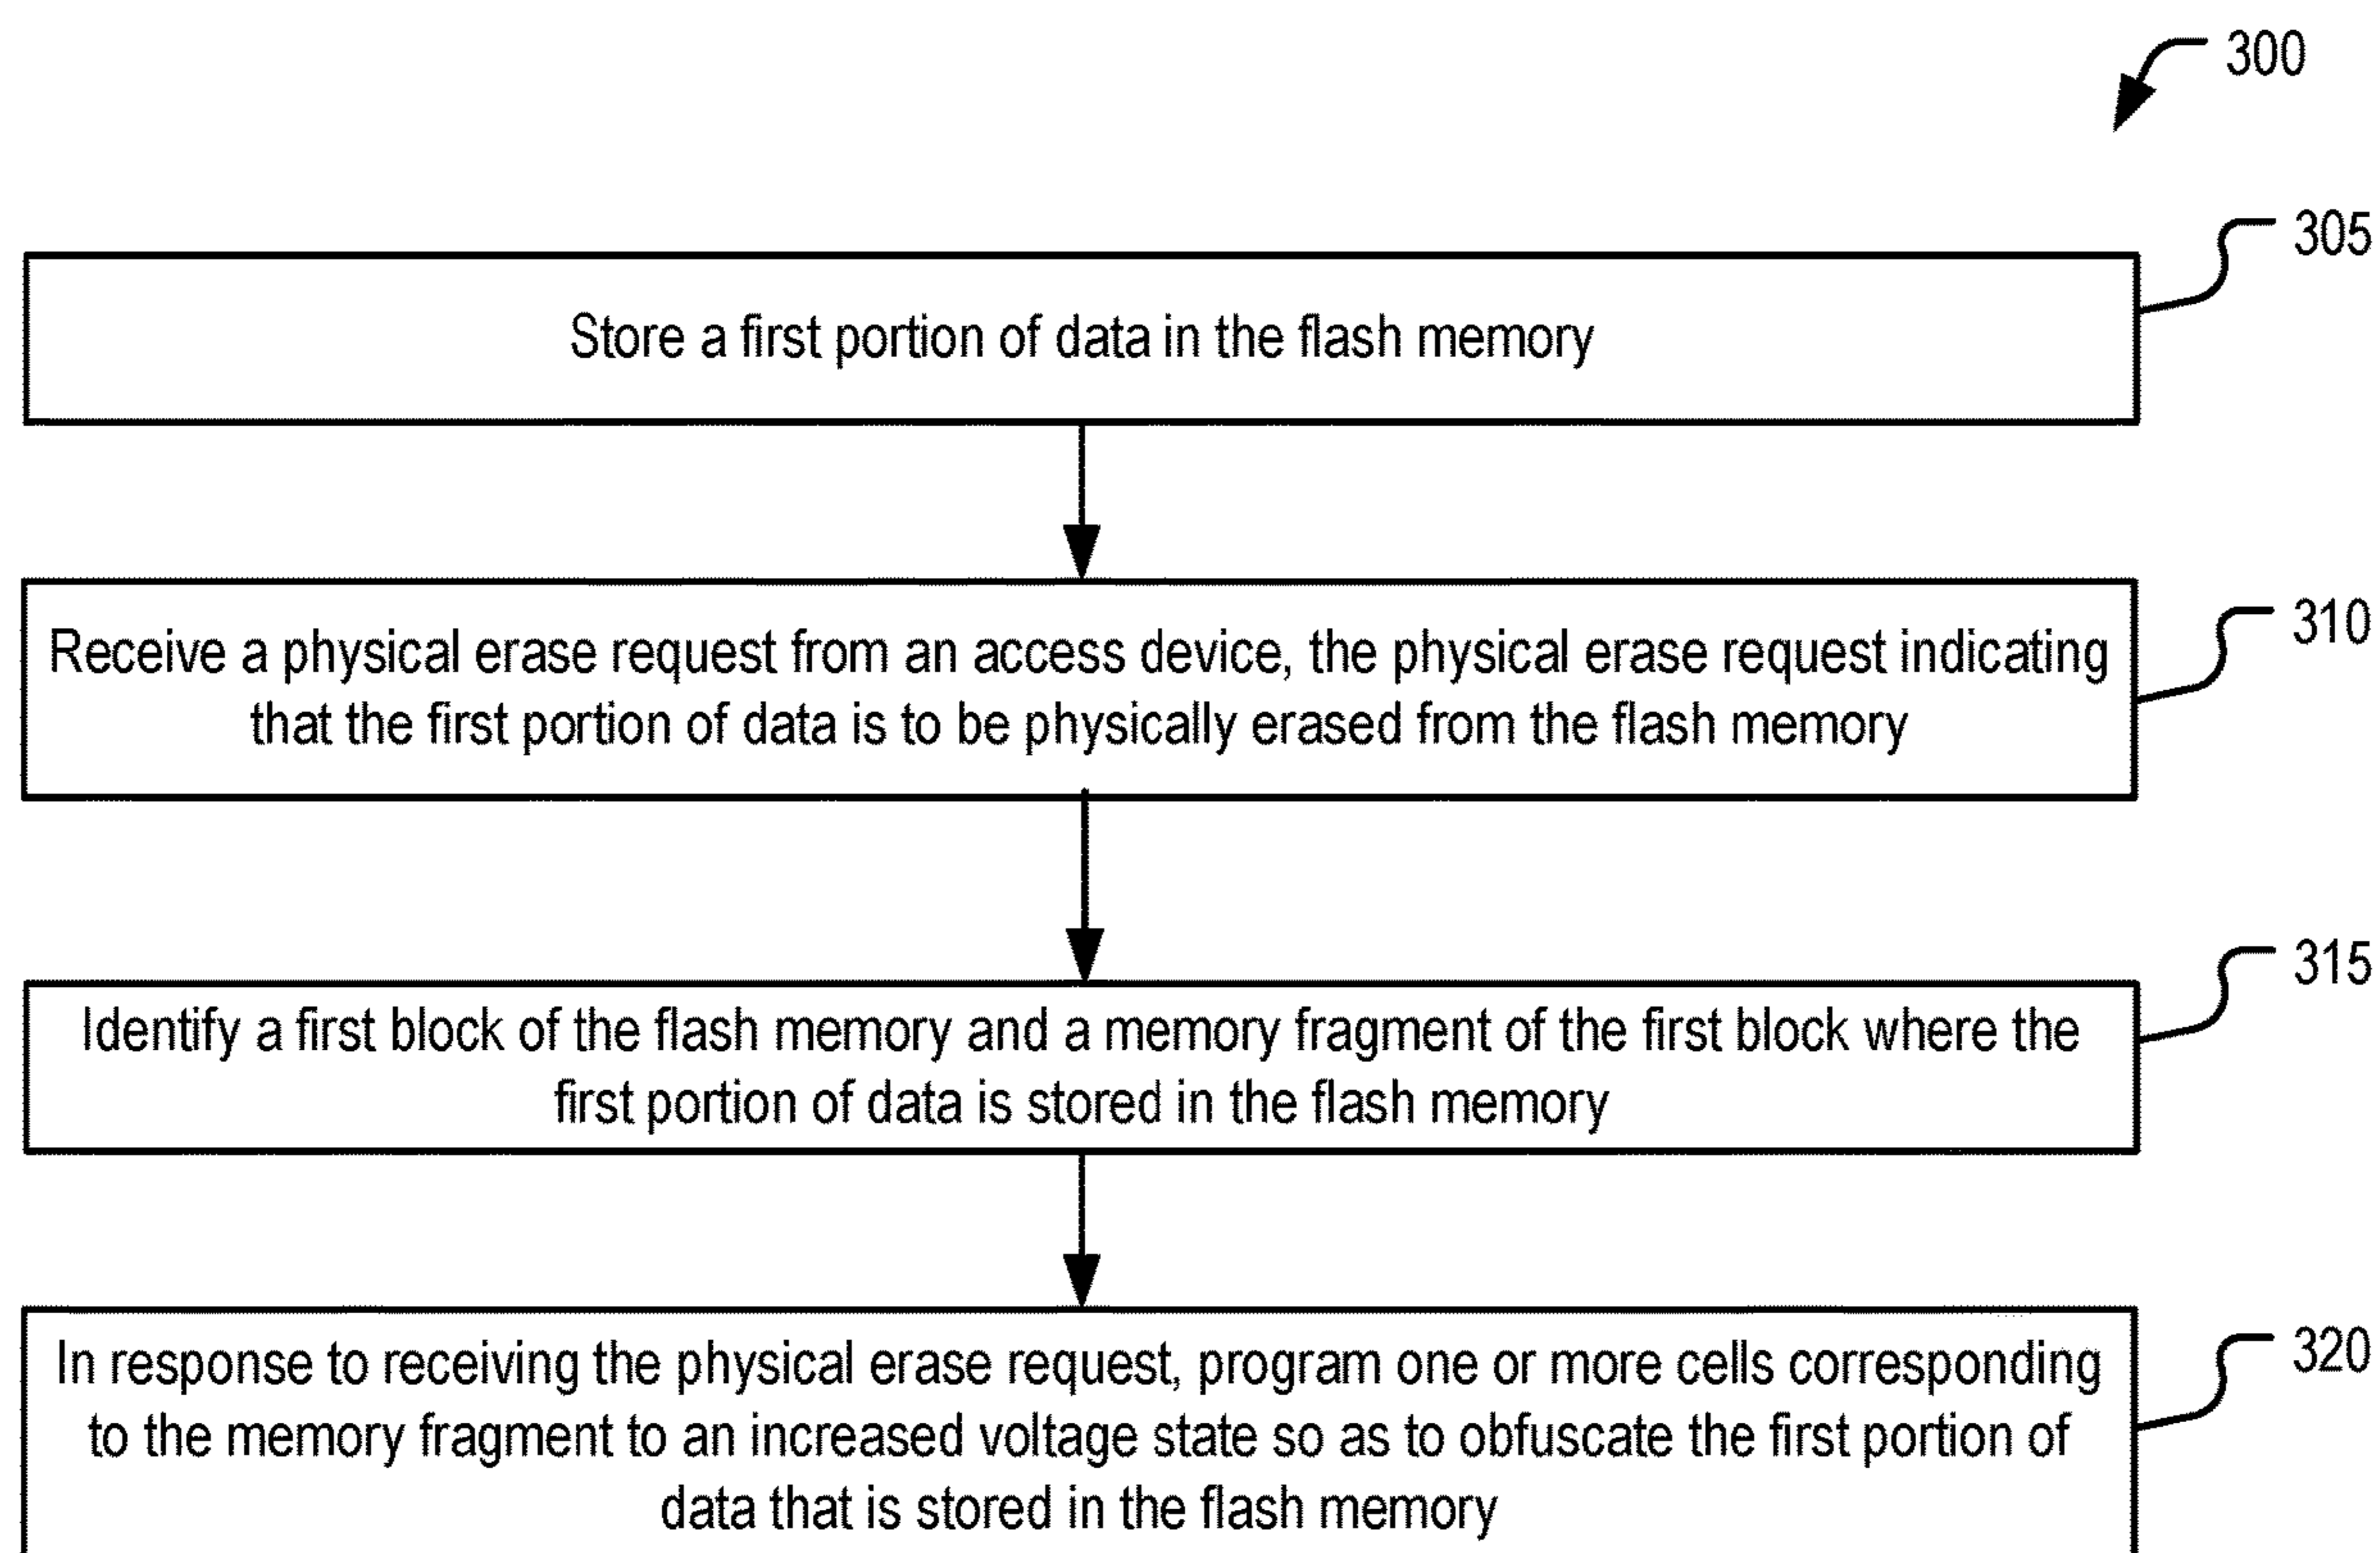 300
305
Store a first portion of data in the flash memory
310
Receive a physical erase request from an access device, the physical erase request indicating
that the first portion of data is to be physically erased from the flash memory
315
Identify a first block of the flash memory and a memory fragment of the first block where the
first portion of data is stored in the flash memory
320
In response to receiving the physical erase request, program one or more cells corresponding
to the memory fragment to an increased voltage state so as to obfuscate the first portion of
data that is stored in the flash memory